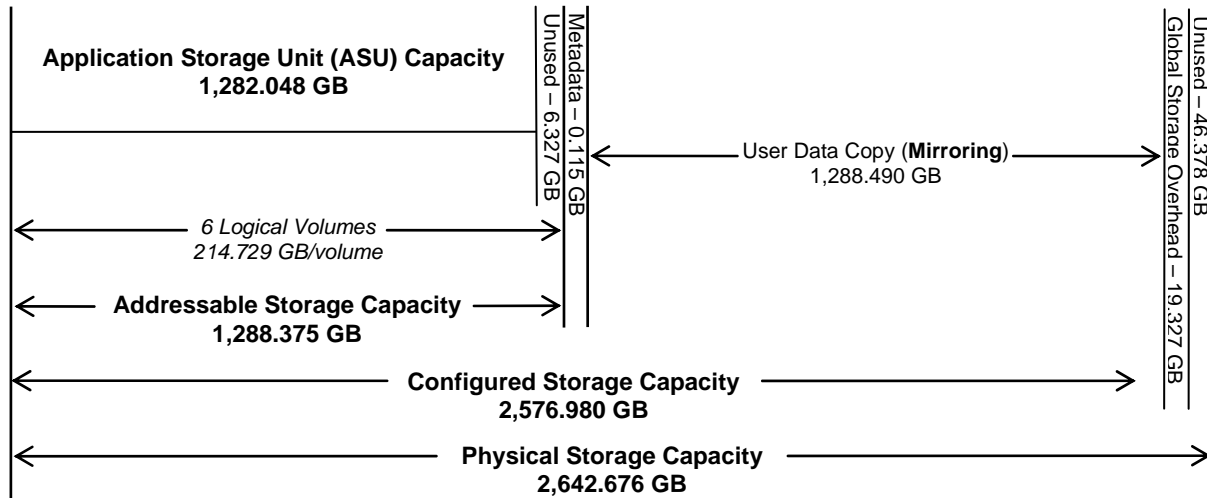 Application Storage Unit (ASU) Capacity
1,282.048 GB
Unused – 6.327 GB
Metadata – 0.115 GB
User Data Copy (Mirroring)
1,288.490 GB
Global Storage Overhead – 19.327 GB
Unused – 46.378 GB
6 Logical Volumes
214.729 GB/volume
Addressable Storage Capacity
1,288.375 GB
Configured Storage Capacity
2,576.980 GB
Physical Storage Capacity
2,642.676 GB